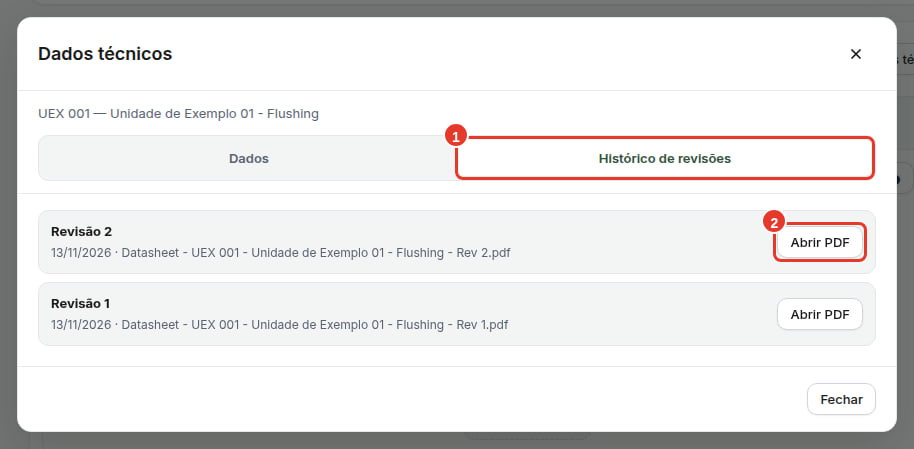 Dados técnicos
UEX 001 — Unidade de Exemplo 01 - Flushing
1
Dados
Histórico de revisões
Revisão 2
13/11/2026 · Datasheet - UEX 001 - Unidade de Exemplo 01 - Flushing - Rev 2.pdf
2
Abrir PDF
Revisão 1
13/11/2026 · Datasheet - UEX 001 - Unidade de Exemplo 01 - Flushing - Rev 1.pdf
Abrir PDF
Fechar